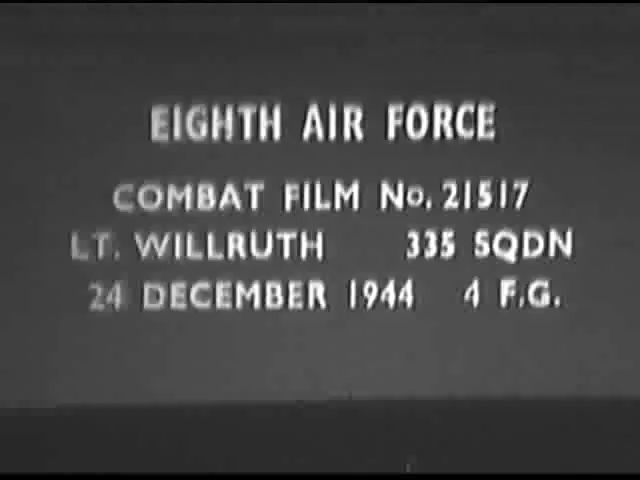 EIGHTH AIR FORCE
COMBAT FILM No. 21517
LT. WILLRUTH 335 SQDN
24 DECEMBER 1944 4 F.G.